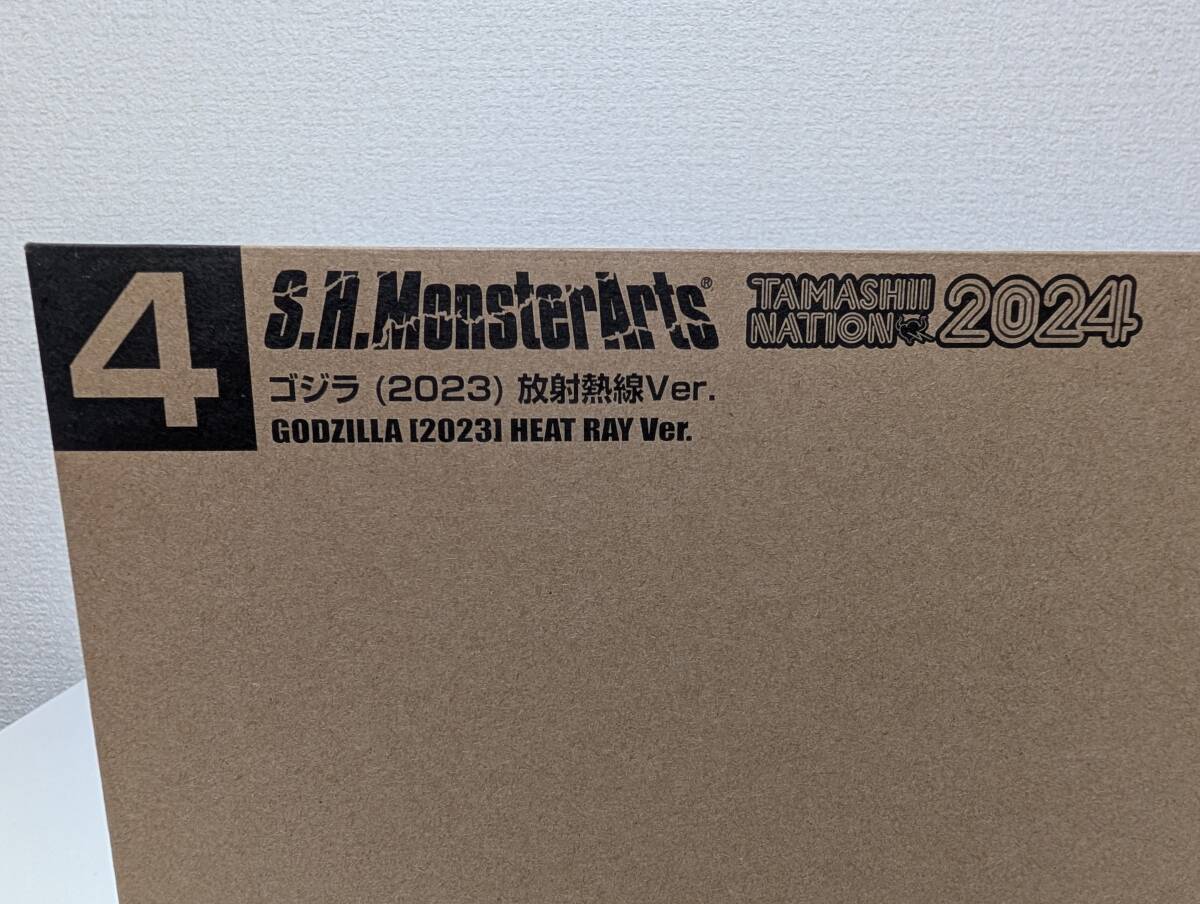 4
S.H.MonsterArts®
TAMASHII
NATION 2024
ゴジラ (2023) 放射熱線Ver.
GODZILLA [2023] HEAT RAY Ver.